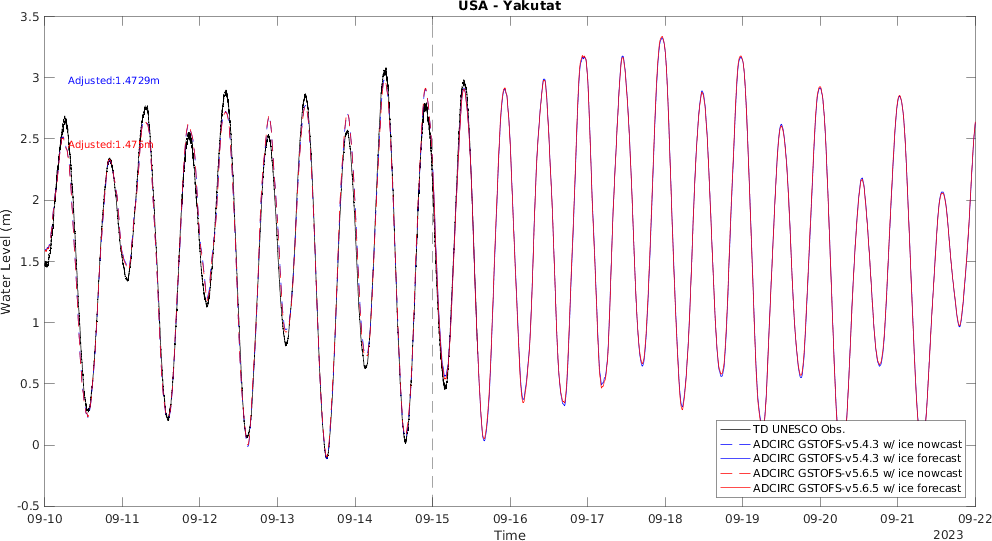 USA - Yakutat
3.5
3
2.5
2
1.5
1
0.5
0
-0.5
Water Level (m)
Adjusted:1.4729m
Adjusted:1.475m
TD UNESCO Obs.
ADCIRC GSTOFS-v5.4.3 w/ ice nowcast
ADCIRC GSTOFS-v5.4.3 w/ ice forecast
ADCIRC GSTOFS-v5.6.5 w/ ice nowcast
ADCIRC GSTOFS-v5.6.5 w/ ice forecast
09-10 09-11 09-12 09-13 09-14 09-15 09-16 09-17 09-18 09-19 09-20 09-21 09-22
Time
2023